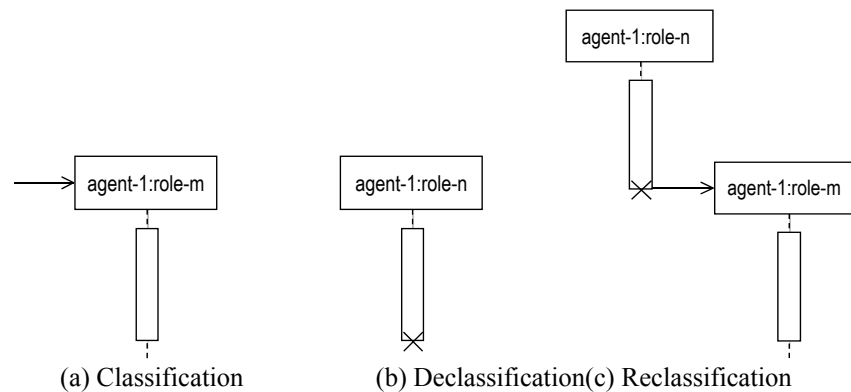 agent-1:role-n
agent-1:role-m
agent-1:role-n
agent-1:role-m
(a) Classification
(b) Declassification(c) Reclassification